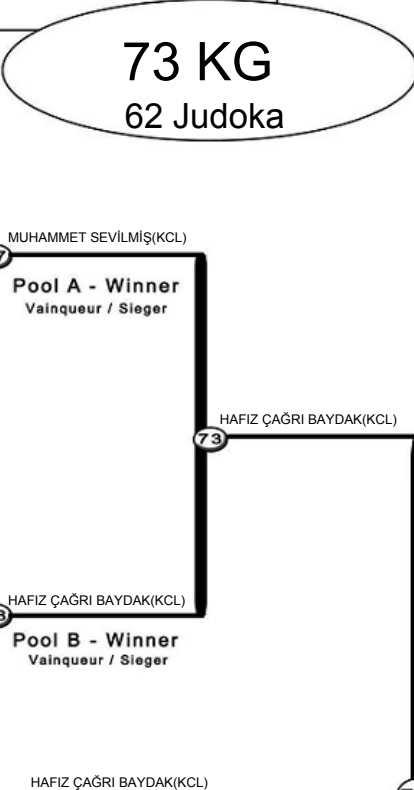 73 KG
62 Judoka
MUHAMMET SEVİLMİŞ(KCL)
Pool A - Winner
Vainqueur / Sieger
HAFIZ ÇAĞRI BAYDAK(KCL)
73
HAFIZ ÇAĞRI BAYDAK(KCL)
Pool B - Winner
Vainqueur / Sieger
HAFIZ ÇAĞRI BAYDAK(KCL)